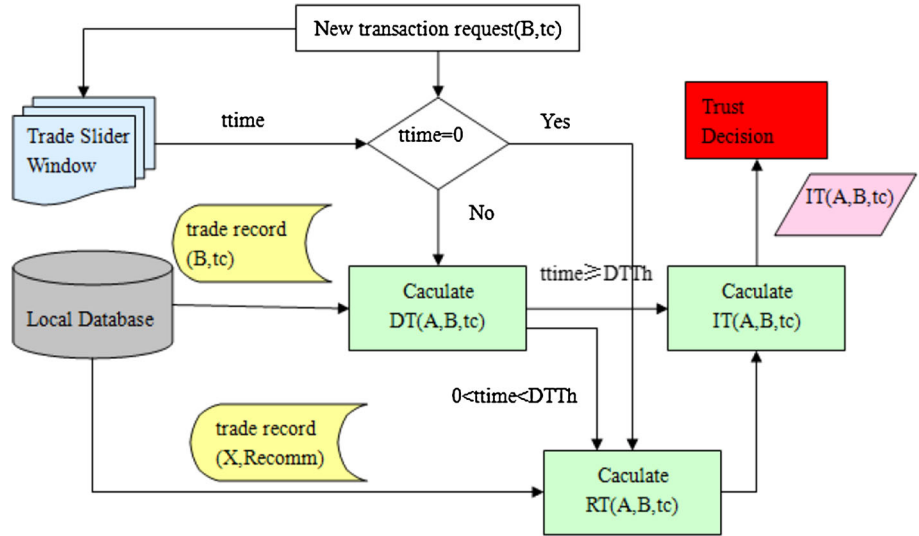 New transaction request(B,tc)
ttime
ttime=0
Yes
Trust
Decision
Trade Slider
Window
IT(A,B,tc)
No
trade record
(B,tc)
ttime≥DTTh
Caculate
DT(A,B,tc)
Caculate
IT(A,B,tc)
Local Database
0<ttime<DTTh
trade record
(X,Recomm)
Caculate
RT(A,B,tc)